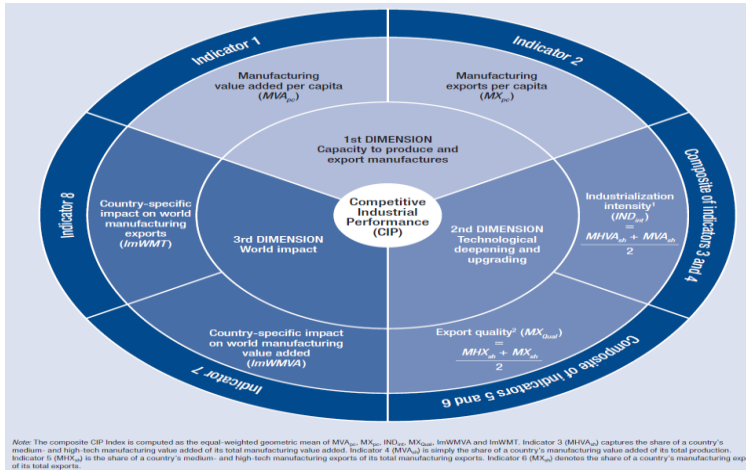 Indicator 1
Indicator 2
Manufacturing
value added per capita
(MVApc)
Manufacturing
exports per capita
(MXpc)
1st DIMENSION
Capacity to produce and
export manufactures
Indicator 8
Country-specific
impact on world
manufacturing
exports
(ImWMT)
3rd DIMENSION
World impact
Competitive
Industrial
Performance
(CIP)
2nd DIMENSION
Technological
deepening and
upgrading
Industrialization
intensity¹
(INDint)
=
MHVAsh + MVAsh
2
Composite of indicators 3 and 4
Country-specific impact
on world manufacturing
value added
(ImWMVA)
Export quality² (MXQual)
=
MHXsh + MXsh
2
Indicator 7
Composite of indicators 5 and 6
Note: The composite CIP Index is computed as the equal-weighted geometric mean of MVApc, MXpc, INDint, MXQual, ImWMVA and ImWMT. Indicator 3 (MHVAsh) captures the share of a country's
medium- and high-tech manufacturing value added of its total manufacturing value added. Indicator 4 (MVAsh) is simply the share of a country's manufacturing value added of its total production.
Indicator 5 (MHXsh) is the share of a country's medium- and high-tech manufacturing exports of its total manufacturing exports. Indicator 6 (MXsh) denotes the share of a country's manufacturing exp
of its total exports.